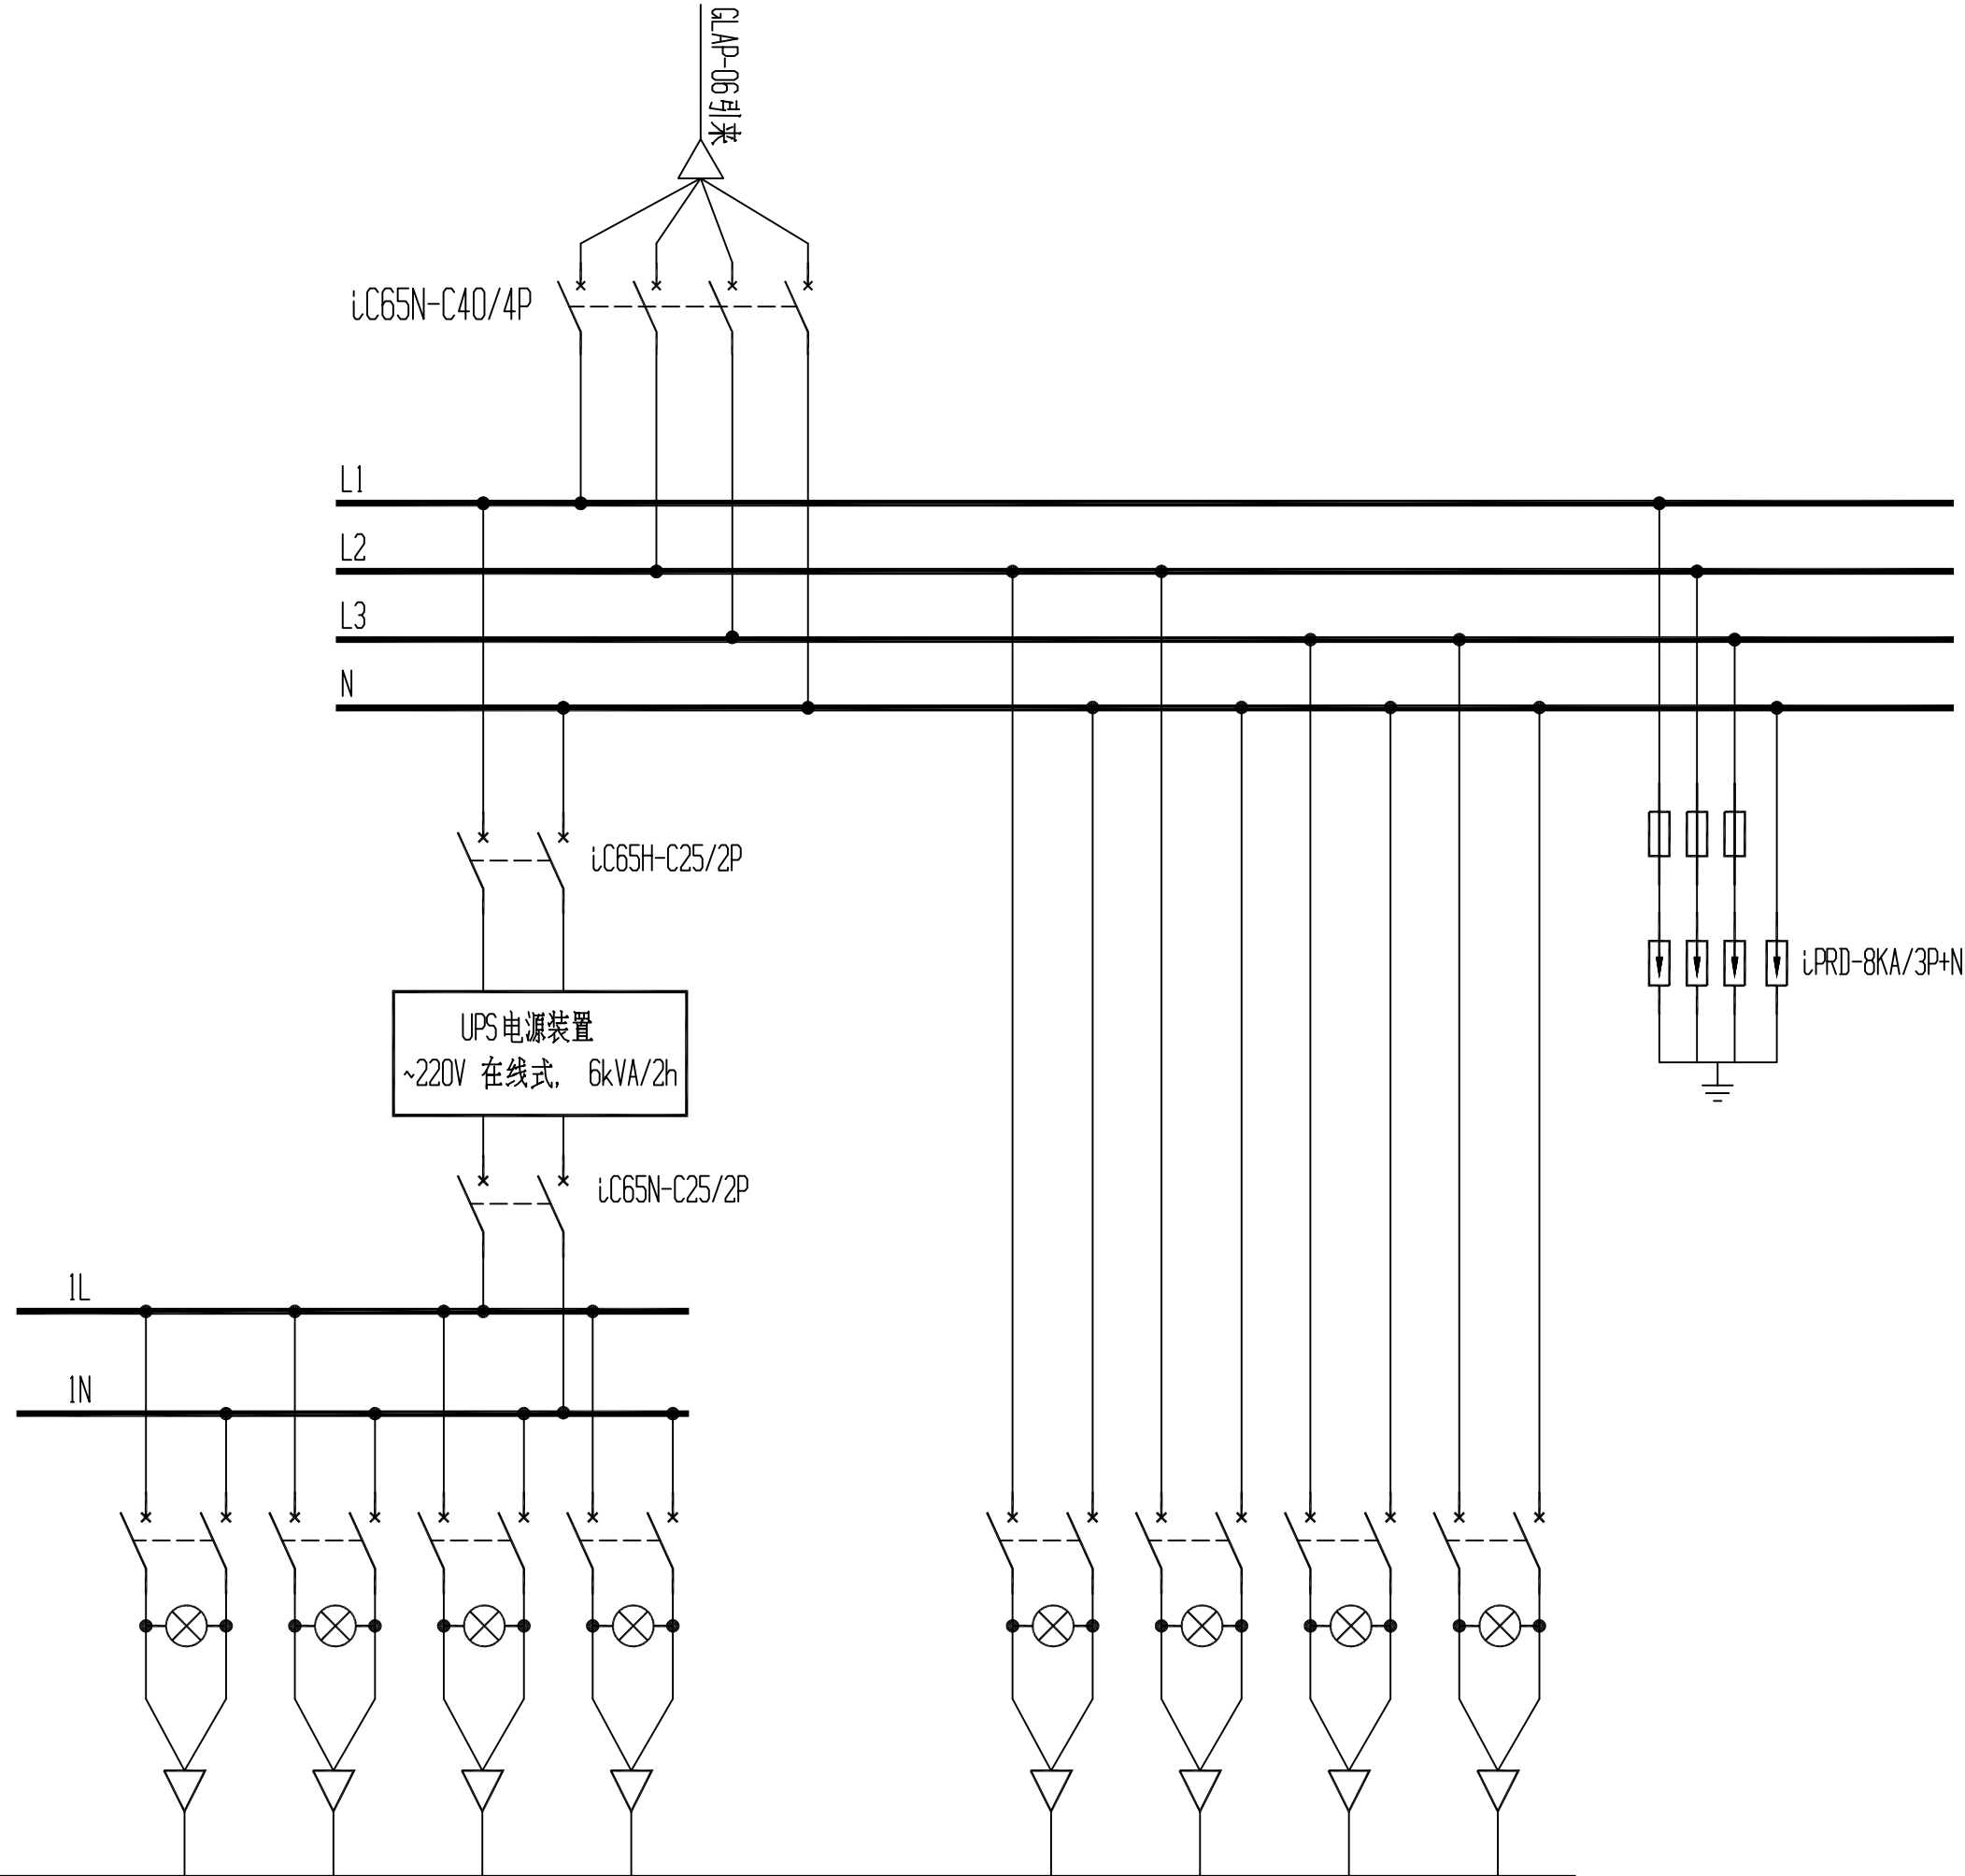 GLAP-06引来
iC65N-C40/4P
L1
L2
L3
N
iC65H-C25/2P
iPRD-8KA/3P+N
UPS电源装置
~220V 在线式, 6kVA/2h
iC65N-C25/2P
1L
1N